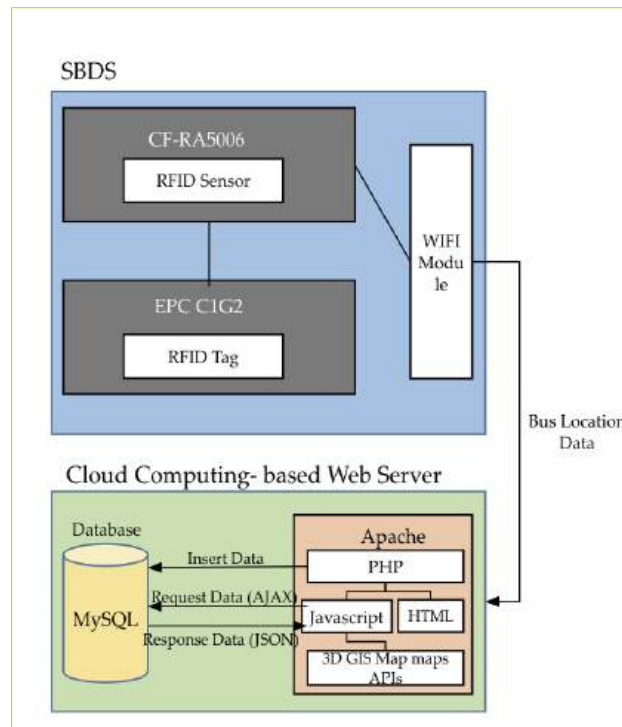 SBDS
CF-RA5006
RFID Sensor
WIFI
Modu
le
EPC C1G2
RFID Tag
Bus Location
Data
Cloud Computing- based Web Server
Database
Apache
Insert Data
PHP
Request Data (AJAX)
MySQL
Javascript
HTML
Response Data (JSON)
3D GIS Map maps
APIs